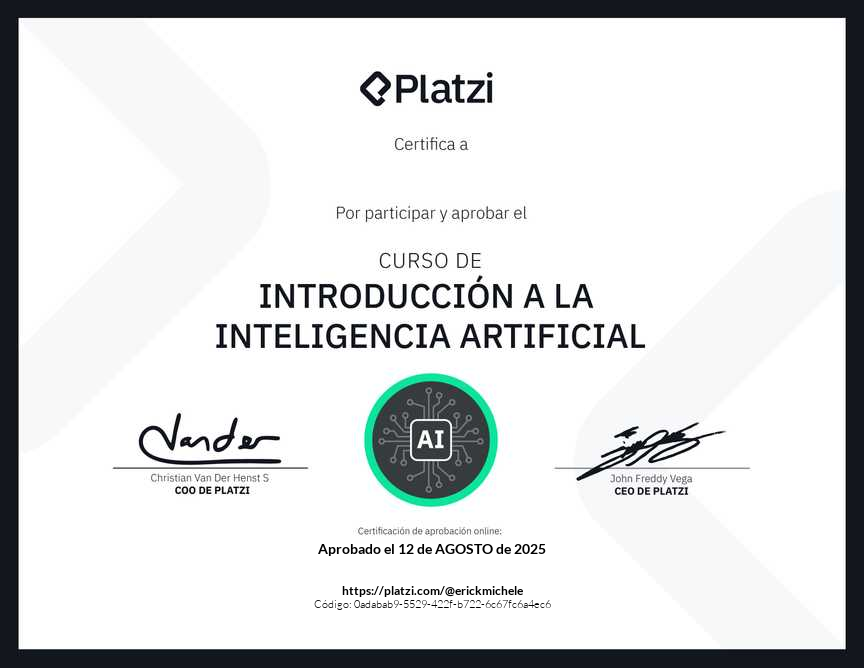 Platzi
Certifica a
Por participar y aprobar el
CURSO DE
INTRODUCCIÓN A LA
INTELIGENCIA ARTIFICIAL
AI
Vander
Christian Van Der Henst S
COO DE PLATZI
John Freddy Vega
CEO DE PLATZI
Certificación de aprobación online:
Aprobado el 12 de AGOSTO de 2025
https://platzi.com/@erickmichele
Código: 0adabab9-5529-422f-b722-6c67fc6a4ec6